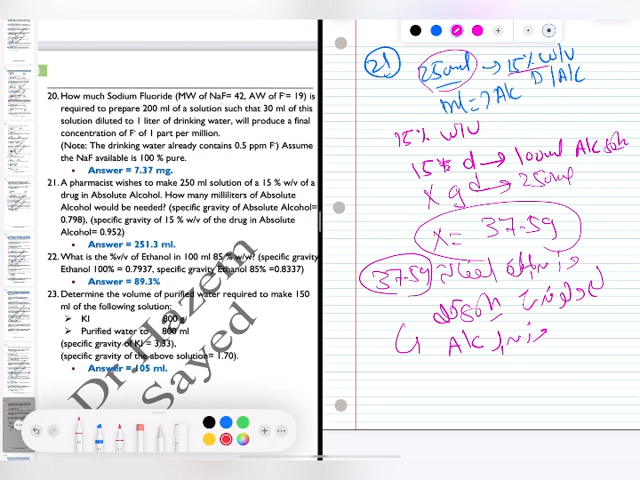 20. How much Sodium Fluoride (MW of NaF= 42, AW of F= 19) is
required to prepare 200 ml of a solution such that 30 ml of this
solution diluted to 1 liter of drinking water, will produce a final
concentration of F of 1 part per million.
(Note: The drinking water already contains 0.5 ppm F) Assume
the NaF available is 100 % pure.
Answer = 7.37 mg.
21. A pharmacist wishes to make 250 ml solution of a 15 % w/v of a
drug in Absolute Alcohol. How many milliliters of Absolute
Alcohol would be needed? (specific gravity of Absolute Alcohol=
0.798), (specific gravity of 15 % w/v of the drug in Absolute
Alcohol= 0.952)
Answer = 251.3 ml.
22. What is the %v/v of Ethanol in 100 ml 85 % w/w? (specific gravity
Ethanol 100% = 0.7937, specific gravity Ethanol 85% =0.8337)
Answer = 89.3%
23. Determine the volume of purified water required to make 150
ml of the following solution:
KI 800 g
Purified water to 800 ml
(specific gravity of KI = 3.33),
(specific gravity of the above solution= 1.70).
Answer = 105 ml.
Dr Hazem
Sayed
21
250ml → 15% w/v
D/Alc
ml = ? Alc
15% w/v
15 g d → 100ml Alc
X g d → 250ml
X = 37.5g
37.5g
250ml
Alc